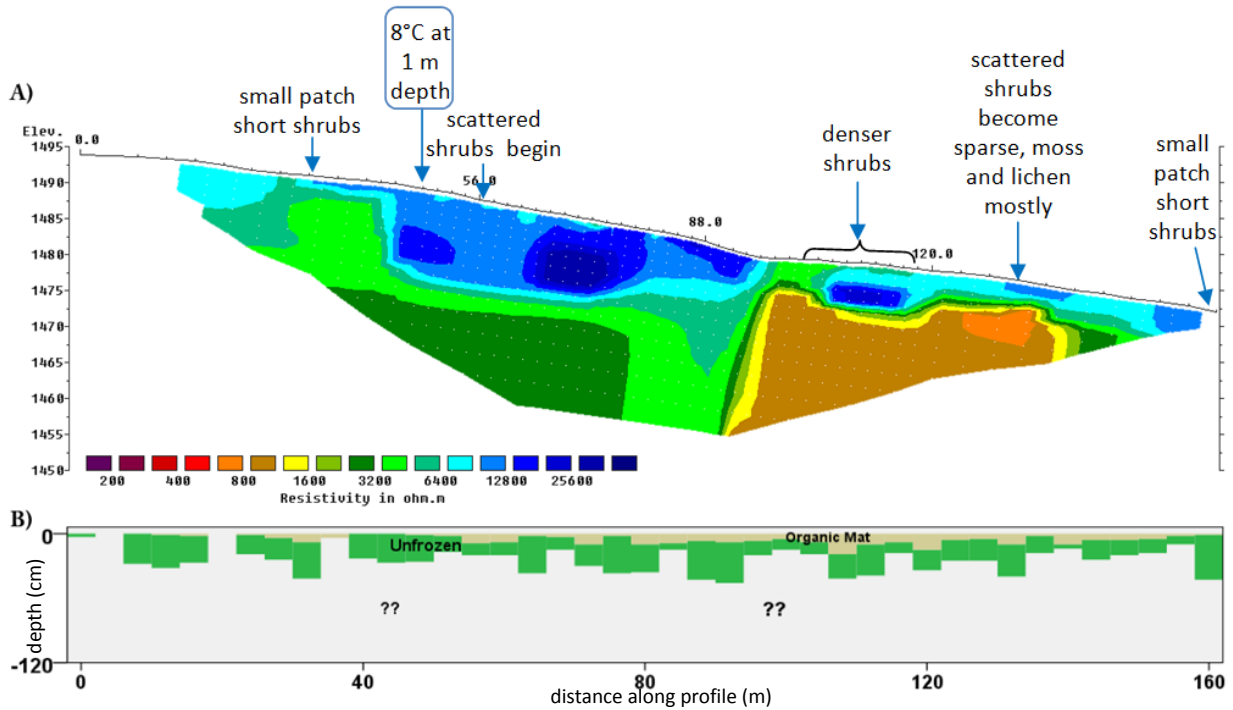 8°C at
1 m
depth
A)
small patch
short shrubs
scattered
shrubs begin
denser
shrubs
scattered
shrubs
become
sparse, moss
and lichen
mostly
small
patch
short
shrubs
Elev.
0.0
56.0
88.0
120.0
1495
1490
1485
1480
1475
1470
1465
1460
1455
1450
200 400 800 1600 3200 6400 12800 25600
Resistivity in ohm.m
B)
0
Unfrozen
Organic Mat
?? ??
depth (cm)
-120
0 40 80 120 160
distance along profile (m)